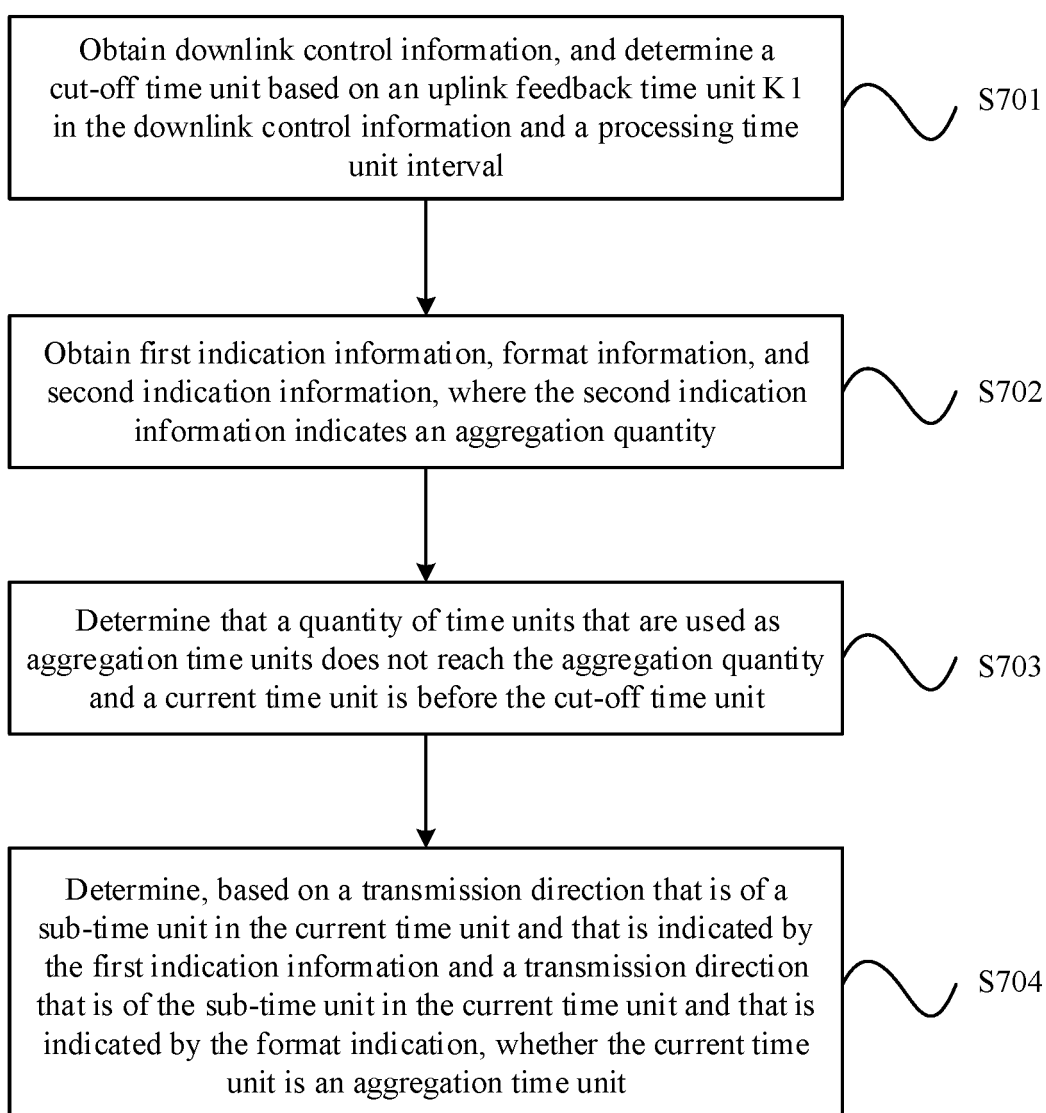 Obtain downlink control information, and determine a
cut-off time unit based on an uplink feedback time unit K1
in the downlink control information and a processing time
unit interval
S701
Obtain first indication information, format information, and
second indication information, where the second indication
information indicates an aggregation quantity
S702
Determine that a quantity of time units that are used as
aggregation time units does not reach the aggregation quantity
and a current time unit is before the cut-off time unit
S703
Determine, based on a transmission direction that is of a
sub-time unit in the current time unit and that is indicated by
the first indication information and a transmission direction
that is of the sub-time unit in the current time unit and that is
indicated by the format indication, whether the current time
unit is an aggregation time unit
S704